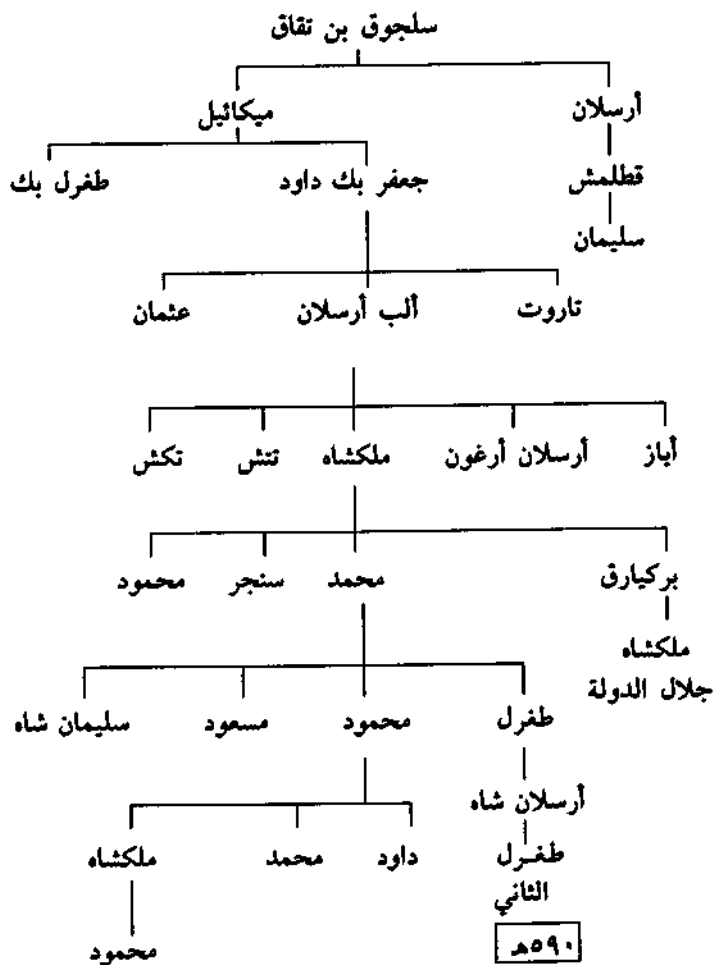 سلجوق بن تقاق
أرسلان ميكائيل
قطلمش جعفر بك داود طغرل بك
سليمان
تاروت ألب أرسلان عثمان
أياز أرسلان أرغون ملكشاه تتش تكش
بركيارق محمد سنجر محمود
ملكشاه
جلال الدولة
طغرل محمود مسعود سليمان شاه
أرسلان شاه
طغرل داود محمد ملكشاه
الثاني
محمود
٥٩٠هـ